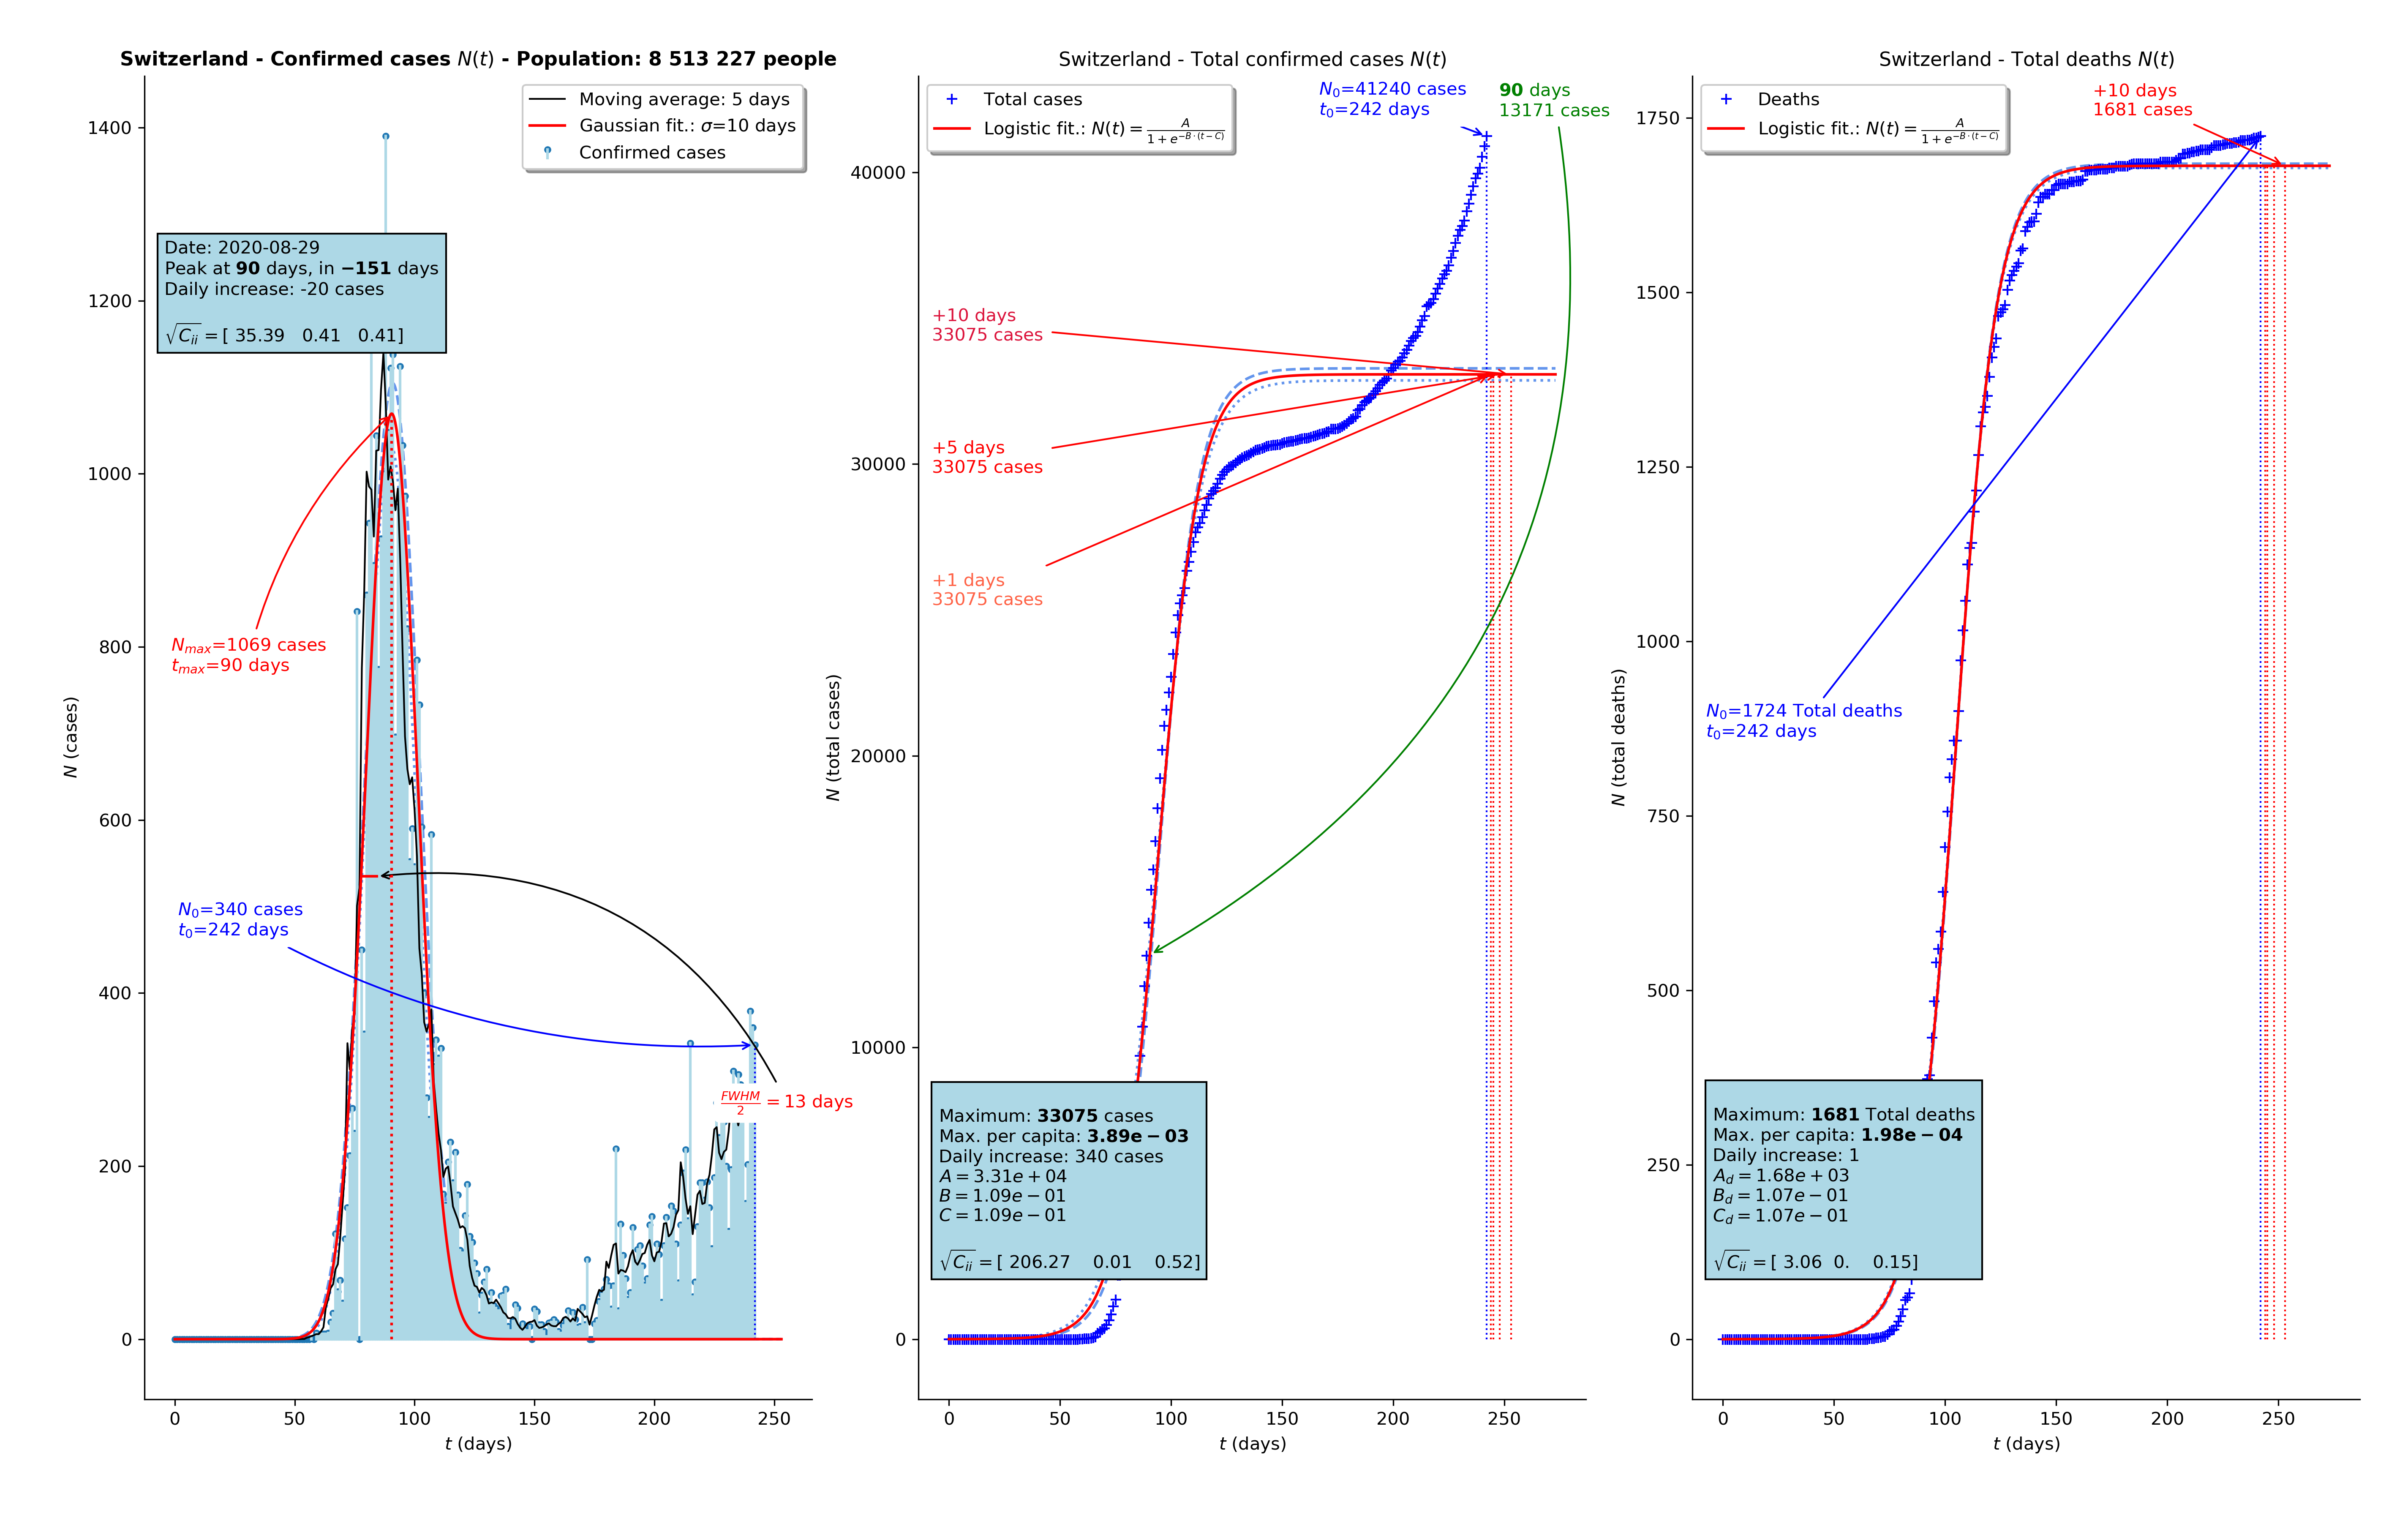 Switzerland - Confirmed cases N(t) - Population: 8 513 227 people
Moving average: 5 days
Gaussian fit.: σ=10 days
Confirmed cases
Date: 2020-08-29
Peak at 90 days, in −151 days
Daily increase: -20 cases
√C_ii = [ 35.39 0.41 0.41]
N_max=1069 cases
t_max=90 days
N_0=340 cases
t_0=242 days
FWHM/2 = 13 days
N (cases)
1400
1200
1000
800
600
400
200
0
0 50 100 150 200 250
t (days)
Switzerland - Total confirmed cases N(t)
Total cases
Logistic fit.: N(t) = A/(1 + e^{−B·(t−C)})
N_0=41240 cases
t_0=242 days
90 days
13171 cases
+10 days
33075 cases
+5 days
33075 cases
+1 days
33075 cases
Maximum: 33075 cases
Max. per capita: 3.89e − 03
Daily increase: 340 cases
A = 3.31e + 04
B = 1.09e − 01
C = 1.09e − 01
√C_ii = [ 206.27 0.01 0.52]
N (total cases)
40000
30000
20000
10000
0
0 50 100 150 200 250
t (days)
Switzerland - Total deaths N(t)
Deaths
Logistic fit.: N(t) = A/(1 + e^{−B·(t−C)})
+10 days
1681 cases
N_0=1724 Total deaths
t_0=242 days
Maximum: 1681 Total deaths
Max. per capita: 1.98e − 04
Daily increase: 1
A_d = 1.68e + 03
B_d = 1.07e − 01
C_d = 1.07e − 01
√C_ii = [ 3.06 0. 0.15]
N (total deaths)
1750
1500
1250
1000
750
500
250
0
0 50 100 150 200 250
t (days)